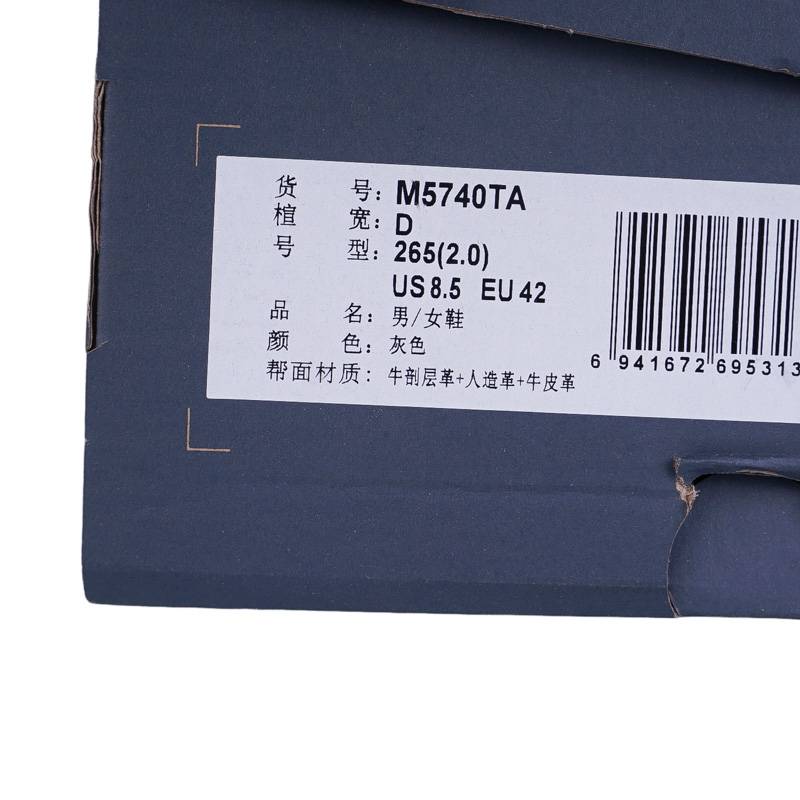 货 号: M5740TA
楦 宽: D
号 型: 265(2.0)
US 8.5 EU 42
品 名: 男/女鞋
颜 色: 灰色
帮面材质: 牛剖层革+人造革+牛皮革
6 941672 695313